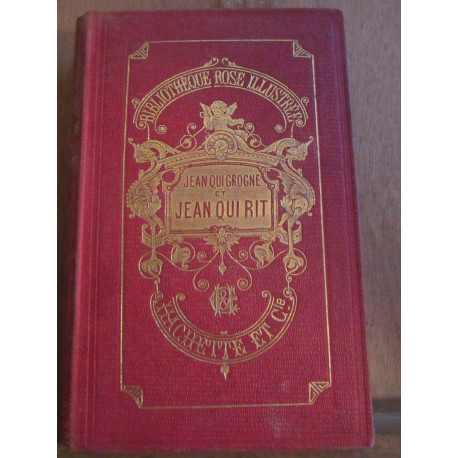 BIBLIOTHÈQUE ROSE ILLUSTRÉE
JEAN QUI GROGNE
ET
JEAN QUI RIT
HACHETTE ET Cie